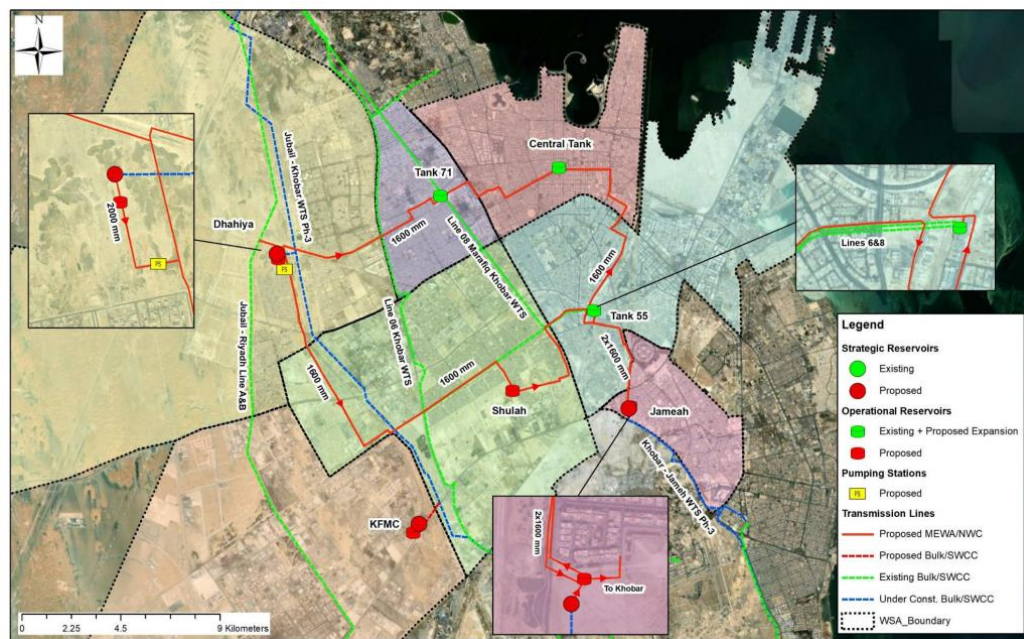 N
Central Tank
Tank 71
Jubail - Khobar WTS Ph-3
2000 mm
PS
Dhahiya
PS
1600 mm
Line 08 Marafiq Khobar WTS
1600 mm
Lines 6&8
Tank 55
Jubail - Riyadh Line A&B
Line 06 Khobar WTS
1600 mm
1600 mm
2x1600 mm
Shulah
Jameah
Khobar - Jameh WTS Ph-3
KFMC
2x1600 mm
To Khobar
0 2.25 4.5 9 Kilometers
Legend
Strategic Reservoirs
Existing
Proposed
Operational Reservoirs
Existing + Proposed Expansion
Proposed
Pumping Stations
PS Proposed
Transmission Lines
Proposed MEWA/NWC
Proposed Bulk/SWCC
Existing Bulk/SWCC
Under Const. Bulk/SWCC
WSA_Boundary